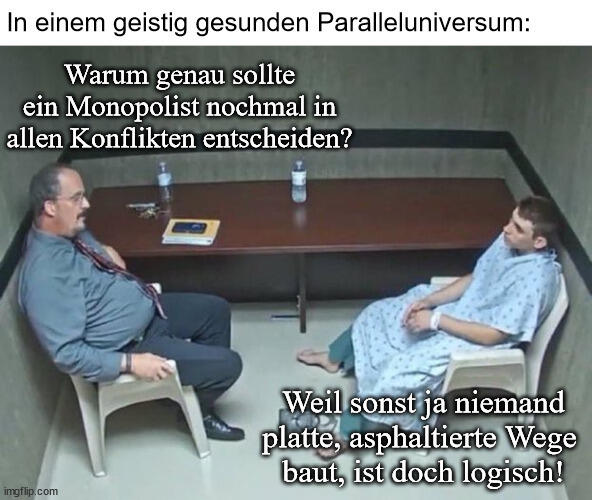 In einem geistig gesunden Paralleluniversum:
Warum genau sollte
ein Monopolist nochmal in
allen Konflikten entscheiden?
Weil sonst ja niemand
platte, asphaltierte Wege
baut, ist doch logisch!
imgflip.com